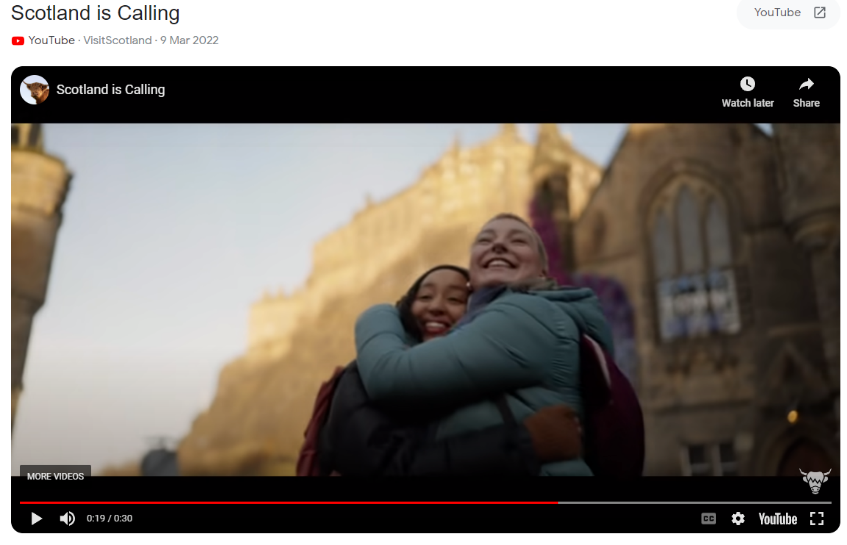 Scotland is Calling
YouTube
YouTube · VisitScotland · 9 Mar 2022
Scotland is Calling
Watch later
Share
MORE VIDEOS
0:19 / 0:30
CC
YouTube